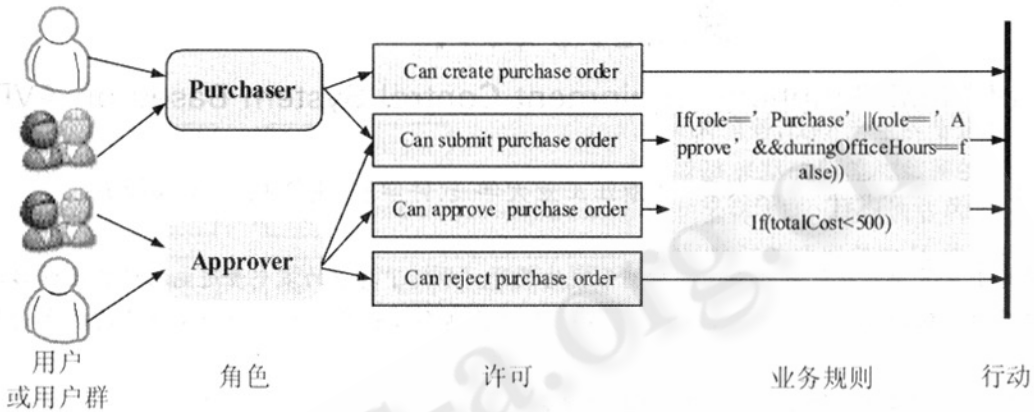 Purchaser
Approver
Can create purchase order
Can submit purchase order
Can approve purchase order
Can reject purchase order
If(role==’ Purchase’ ||(role==’ A
pprove’ &&duringOfficeHours==f
alse))
If(totalCost<500)
用户
或用户群
角色
许可
业务规则
行动